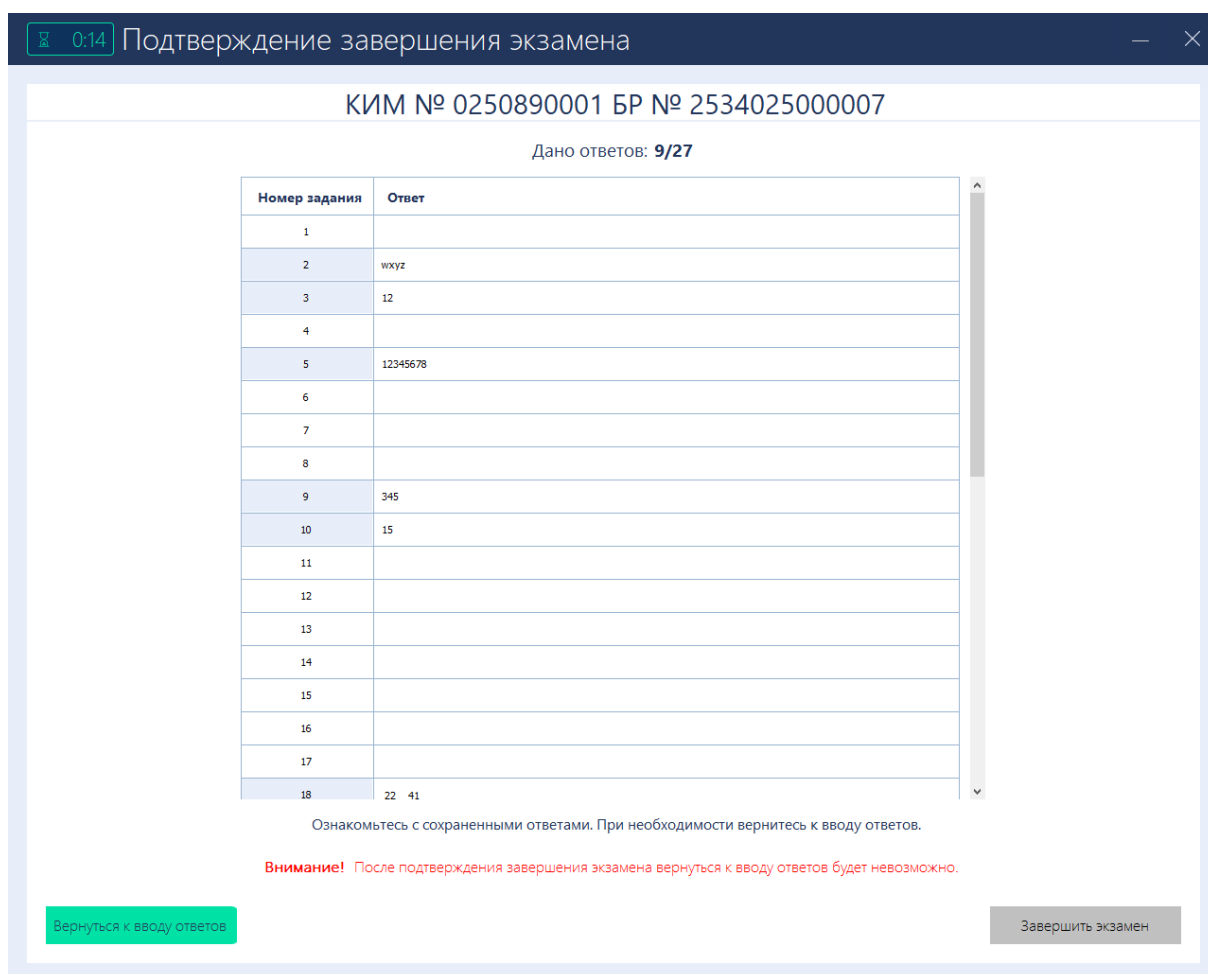 0:14 Подтверждение завершения экзамена
КИМ № 0250890001 БР № 2534025000007
Дано ответов: 9/27
Номер задания Ответ
1
2 wxyz
3 12
4
5 12345678
6
7
8
9 345
10 15
11
12
13
14
15
16
17
18 22 41
Ознакомьтесь с сохраненными ответами. При необходимости вернитесь к вводу ответов.
Внимание! После подтверждения завершения экзамена вернуться к вводу ответов будет невозможно.
Вернуться к вводу ответов Завершить экзамен